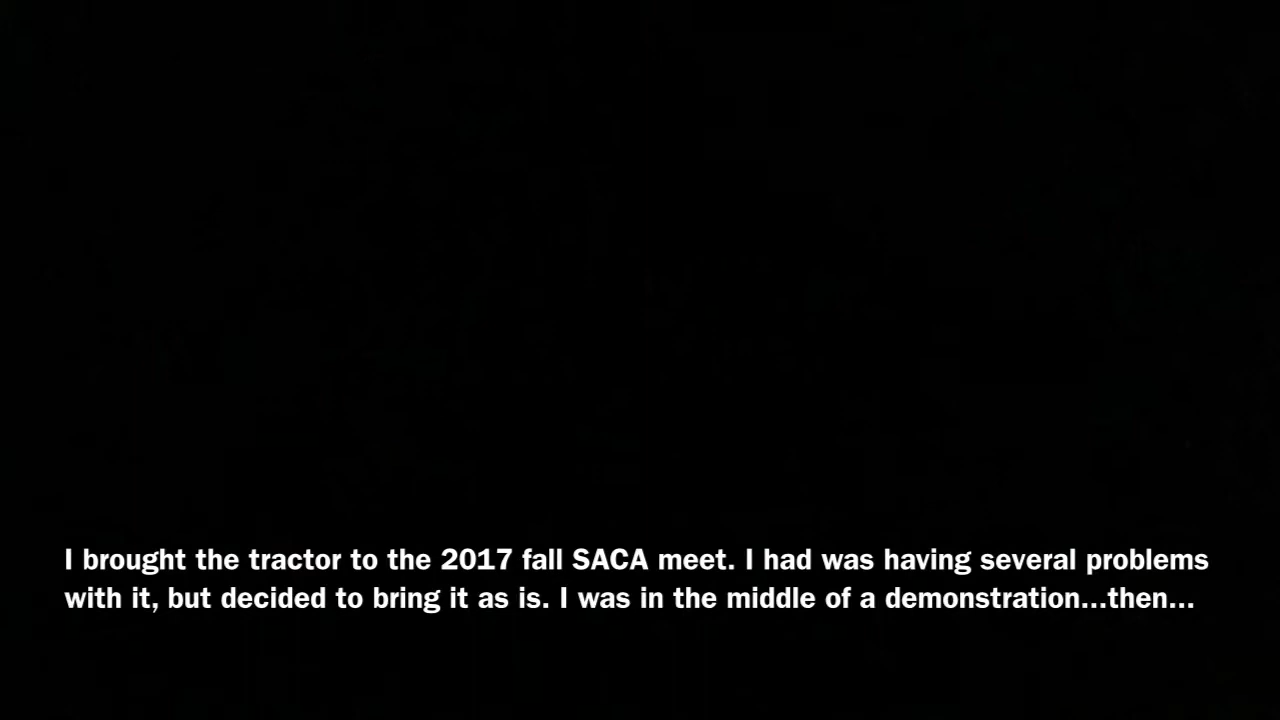 I brought the tractor to the 2017 fall SACA meet. I had was having several problems
with it, but decided to bring it as is. I was in the middle of a demonstration...then...